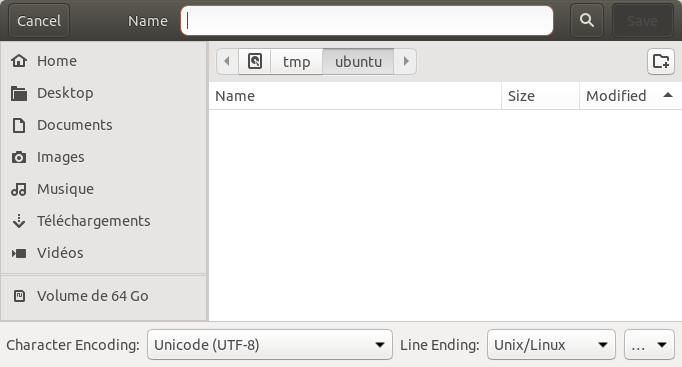 Cancel Name Save
tmp ubuntu
Home
Desktop
Documents
Images
Musique
Téléchargements
Vidéos
Volume de 64 Go
Name Size Modified
Character Encoding: Unicode (UTF-8) Line Ending: Unix/Linux ...